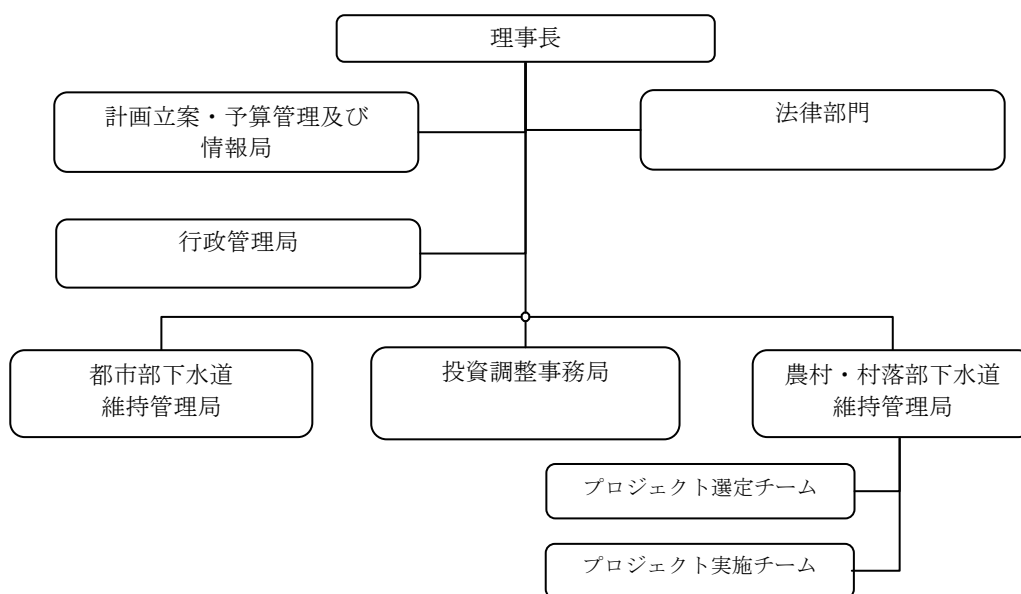 理事長
計画立案・予算管理及び
情報局
法律部門
行政管理局
都市部下水道
維持管理局
投資調整事務局
農村・村落部下水道
維持管理局
プロジェクト選定チーム
プロジェクト実施チーム